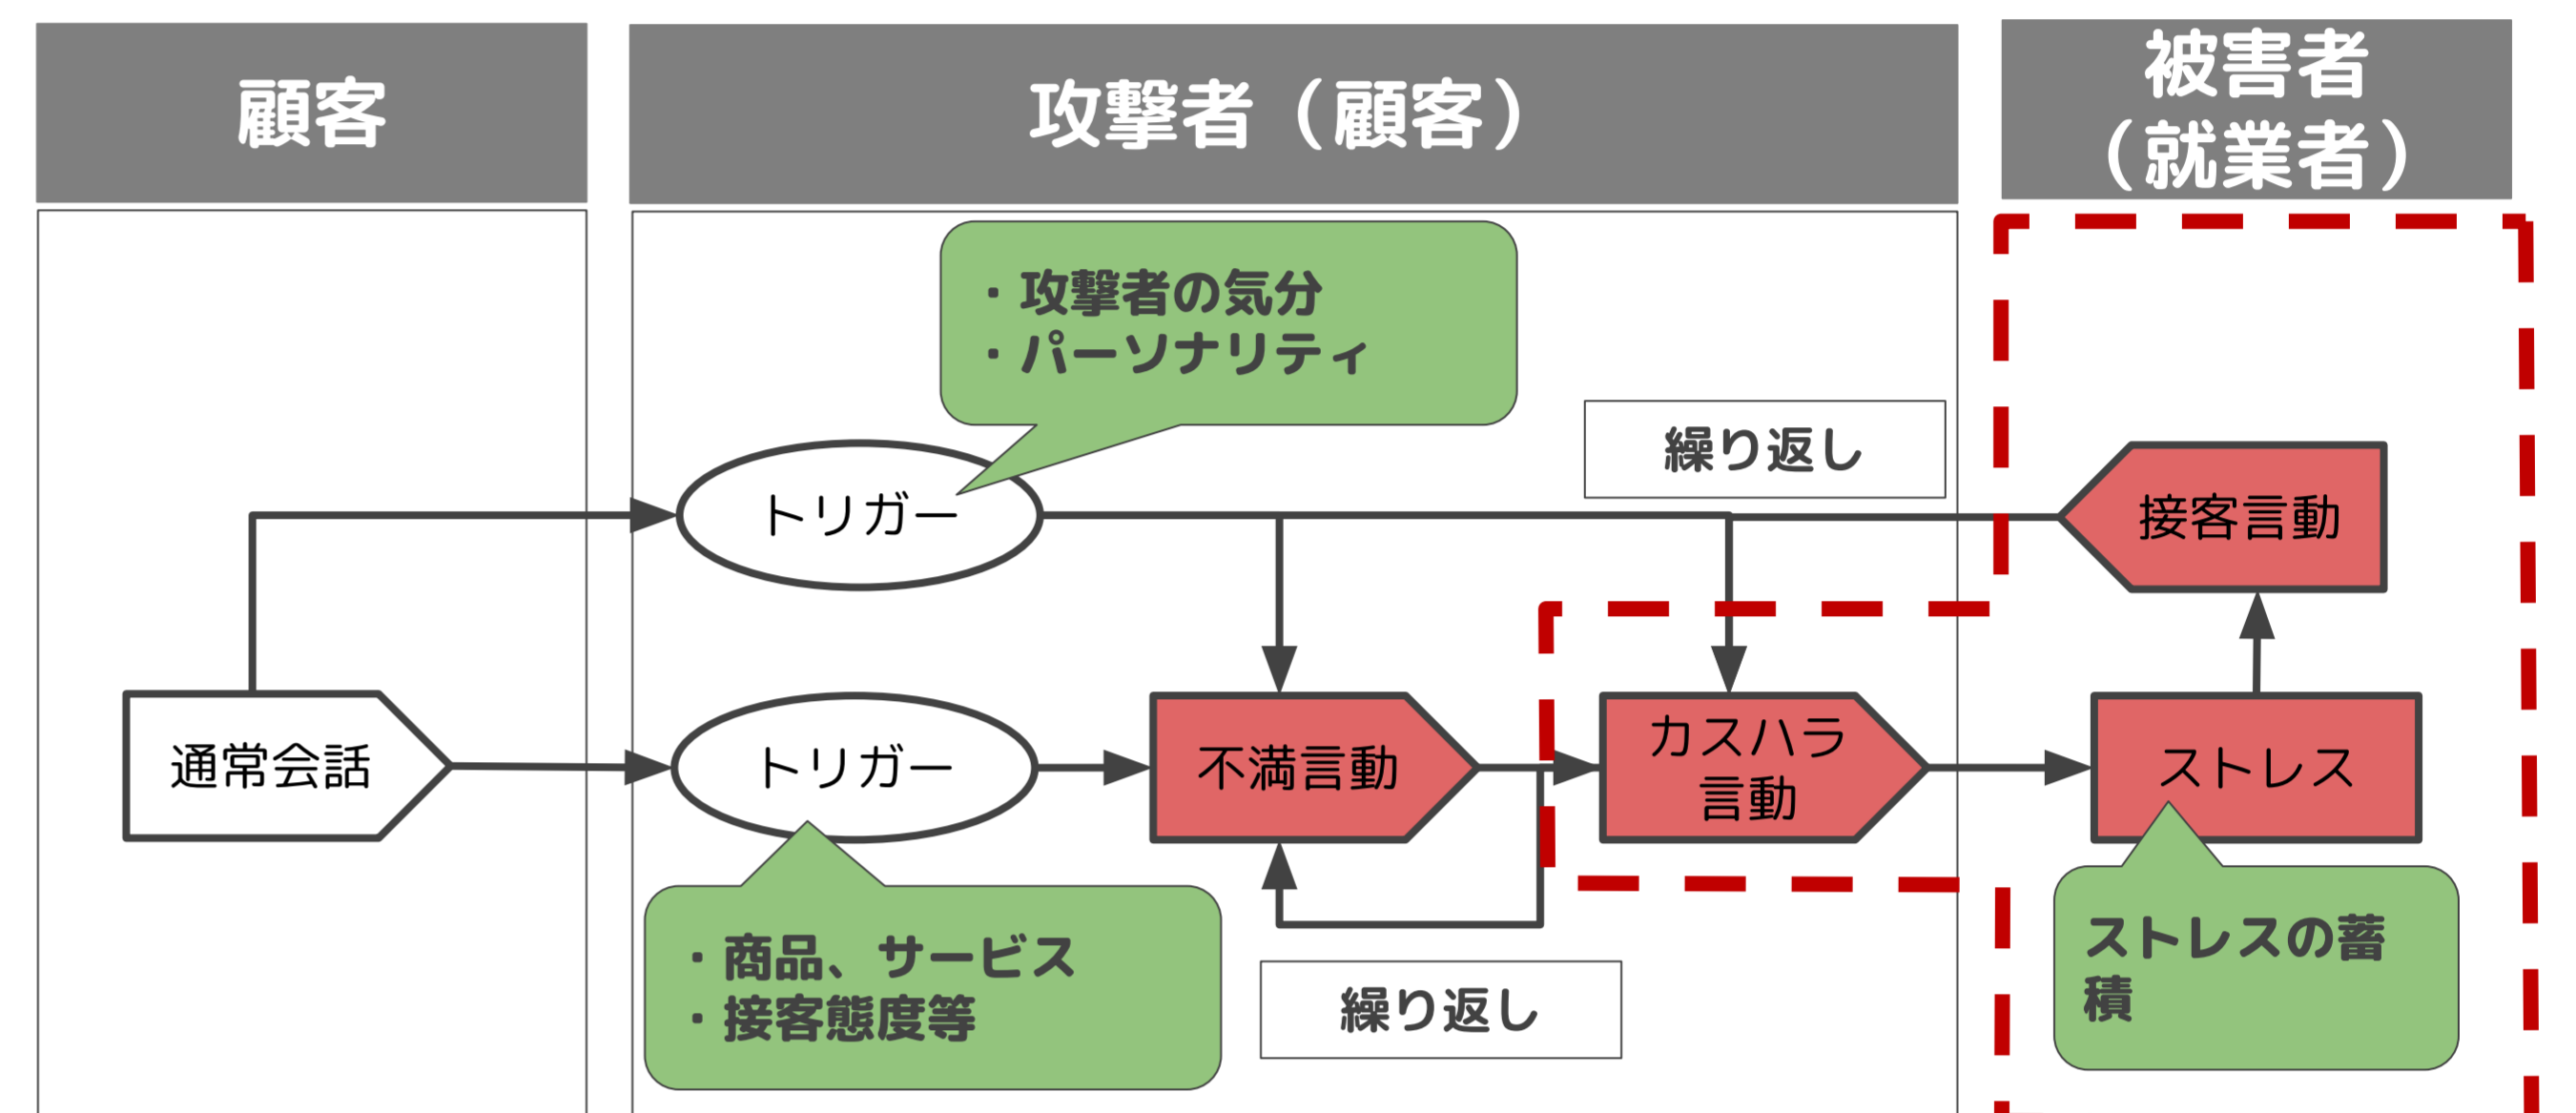 顧客
攻撃者（顧客）
被害者
（就業者）
・攻撃者の気分
・パーソナリティ
繰り返し
トリガー
接客言動
通常会話
トリガー
不満言動
カスハラ
言動
ストレス
・商品、サービス
・接客態度等
繰り返し
ストレスの蓄
積